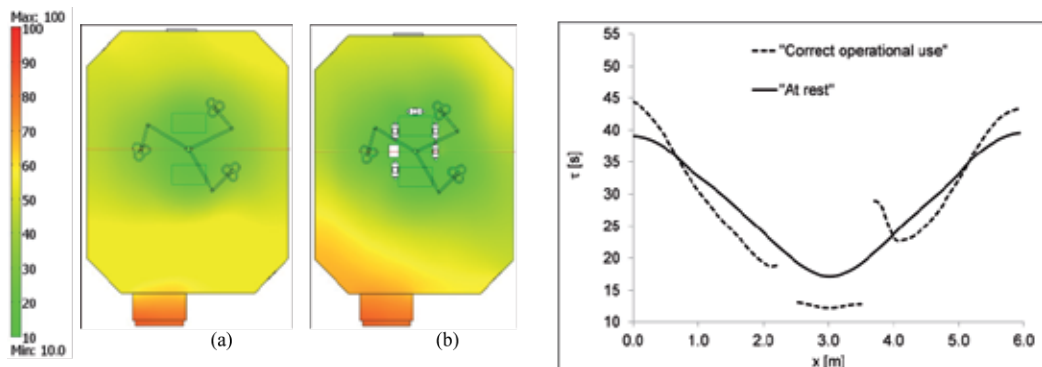 Max: 100
100
90
80
70
60
50
40
30
20
10
Min: 10.0
(a)
(b)
55
50
45
40
35
30
25
20
15
10
τ [s]
"Correct operational use"
"At rest"
0.0 1.0 2.0 3.0 4.0 5.0 6.0
x [m]